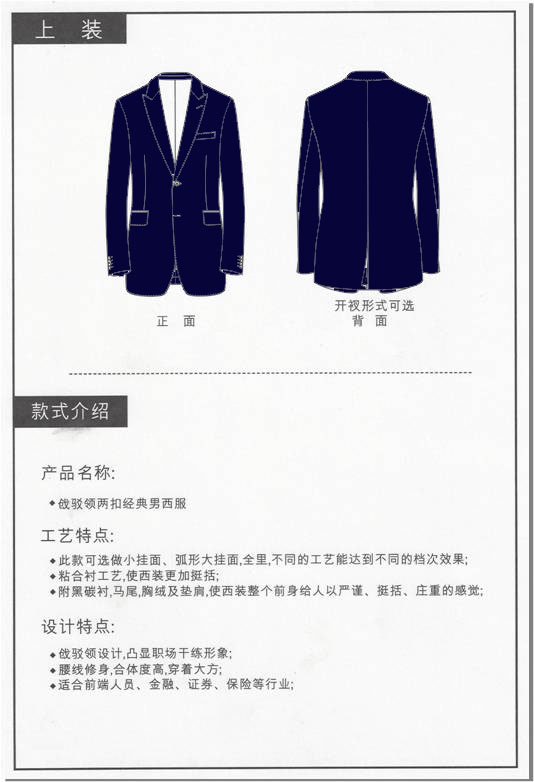 上 装
开衩形式可选
正 面
背 面
款式介绍
产品名称:
◆戗驳领两扣经典男西服
工艺特点:
◆此款可选做小挂面、弧形大挂面,全里,不同的工艺能达到不同的档次效果;
◆粘合衬工艺,使西装更加挺括;
◆附黑碳衬,马尾,胸绒及垫肩,使西装整个前身给人以严谨、挺括、庄重的感觉;
设计特点:
◆戗驳领设计,凸显职场干练形象;
◆腰线修身,合体度高,穿着大方;
◆适合前端人员、金融、证券、保险等行业;